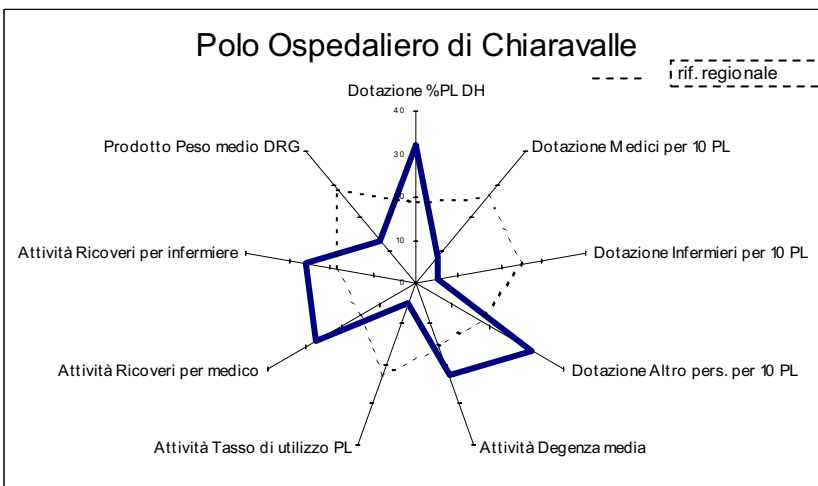 Polo Ospedaliero di Chiaravalle
rif. regionale
Dotazione %PL DH
40
Prodotto Peso medio DRG
Dotazione Medici per 10 PL
30
20
Attività Ricoveri per infermiere
Dotazione Infermieri per 10 PL
10
0
Attività Ricoveri per medico
Dotazione Altro pers. per 10 PL
Attività Tasso di utilizzo PL
Attività Degenza media